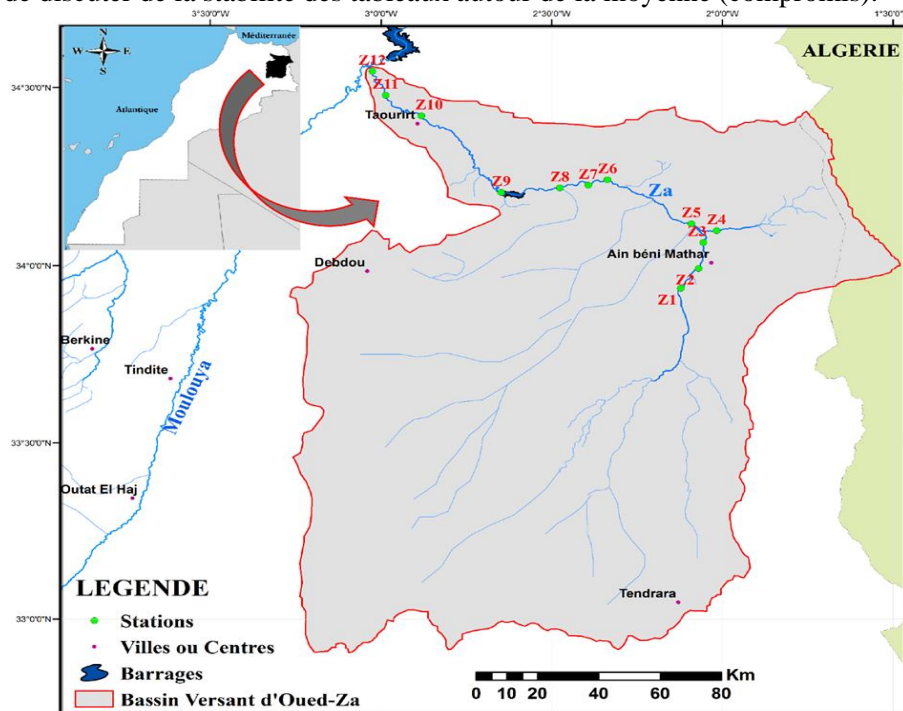 de discuter de la stabilité des tableaux autour de la moyenne (compromis).
3°30'0"W
3°0'0"W
2°30'0"W
2°0'0"W
1°30'0"W
N
W
E
S
Méditerranée
Atlantique
ALGERIE
34°30'0"N
34°0'0"N
33°30'0"N
33°0'0"N
Z12
Z11
Z10
Taourirt
Z9
Z8
Z7
Z6
Za
Z5
Z4
Z3
Ain béni Mathar
Z2
Z1
Debdou
Berkine
Tindite
Moulouya
Outat El Haj
Tendrara
LEGENDE
Stations
Villes ou Centres
Barrages
Bassin Versant d'Oued-Za
Km
0 10 20 40 60 80